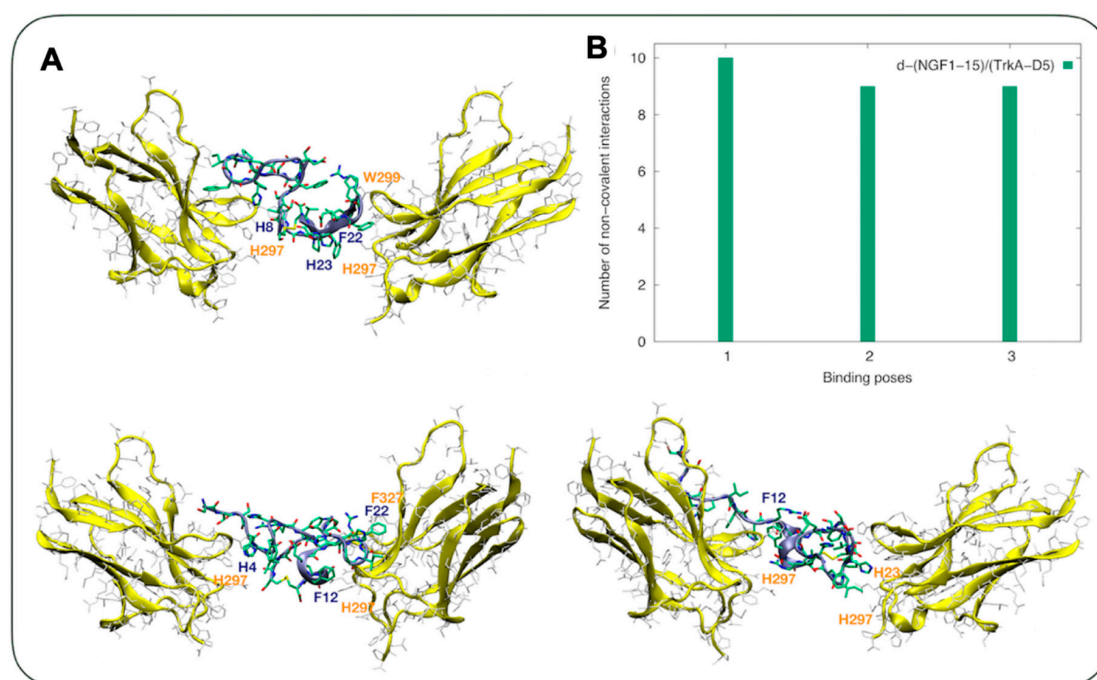 A
W299
H8
F22
H297
H23
H297
B
d-(NGF1-15)/(TrkA-D5)
Number of non-covalent interactions
10
8
6
4
2
0
1 2 3
Binding poses
F327
F22
H4
H297
F12
H297
F12
H297
H23
H297